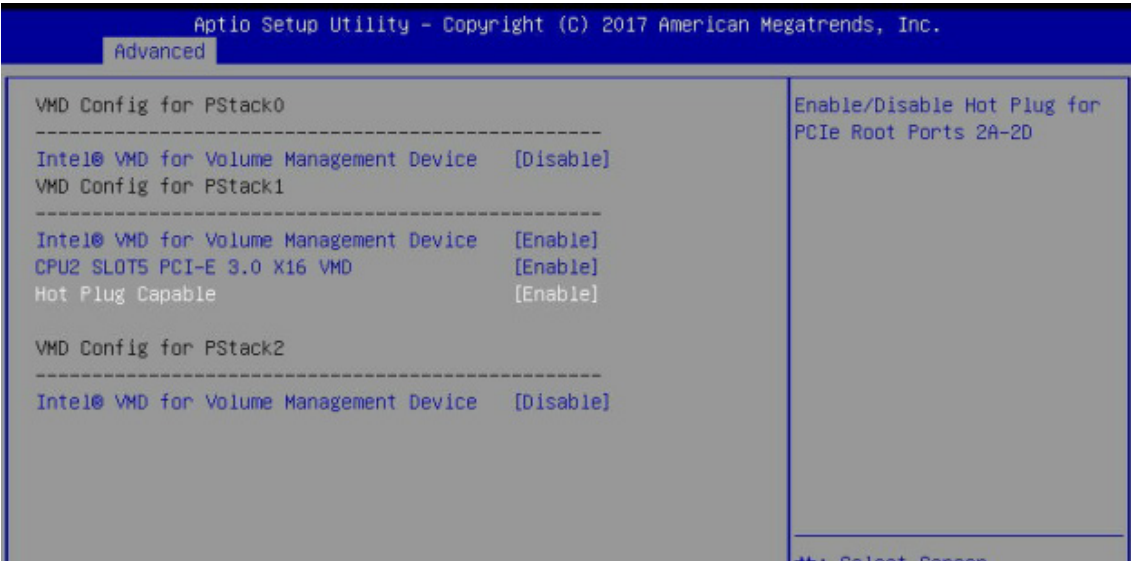 Aptio Setup Utility – Copyright (C) 2017 American Megatrends, Inc.
Advanced
VMD Config for PStack0
Intel® VMD for Volume Management Device [Disable]
VMD Config for PStack1
Intel® VMD for Volume Management Device [Enable]
CPU2 SLOT5 PCI-E 3.0 X16 VMD [Enable]
Hot Plug Capable [Enable]
VMD Config for PStack2
Intel® VMD for Volume Management Device [Disable]
Enable/Disable Hot Plug for
PCIe Root Ports 2A-2D